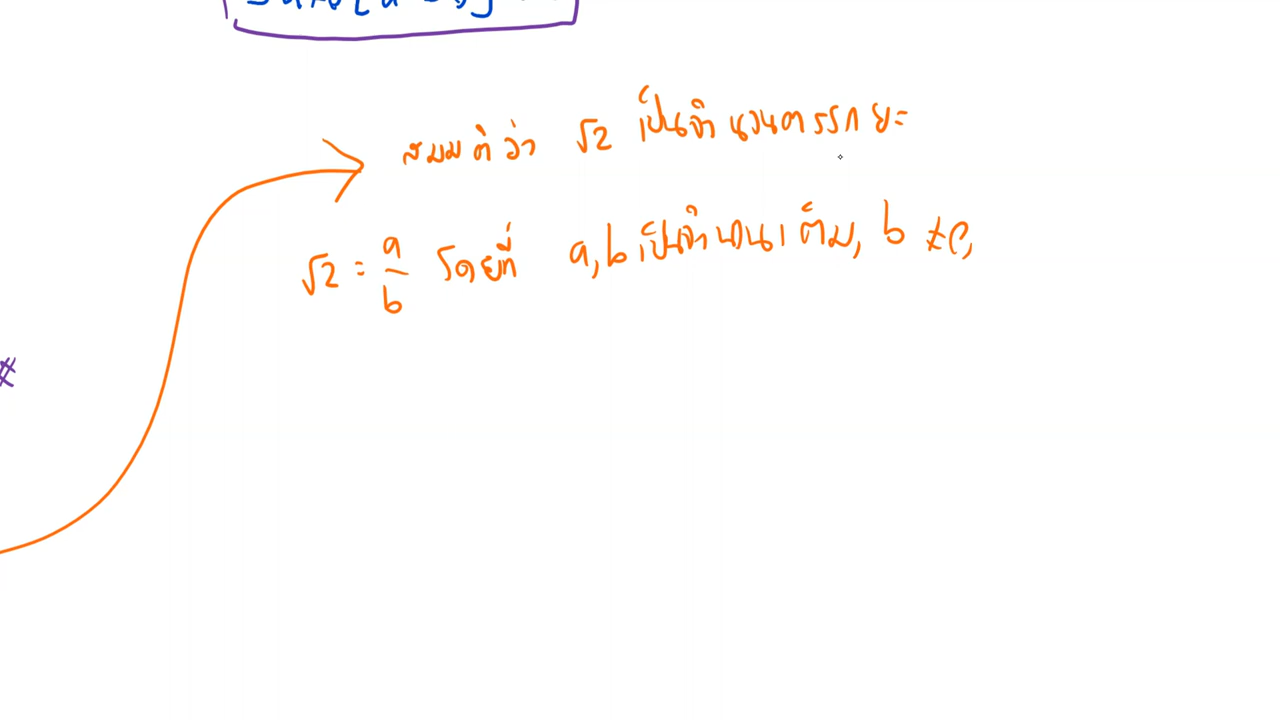 สมมติว่า √2 เป็นจำนวนตรรกยะ
√2 = a/b โดยที่ a, b เป็นจำนวนเต็ม, b ≠ 0,